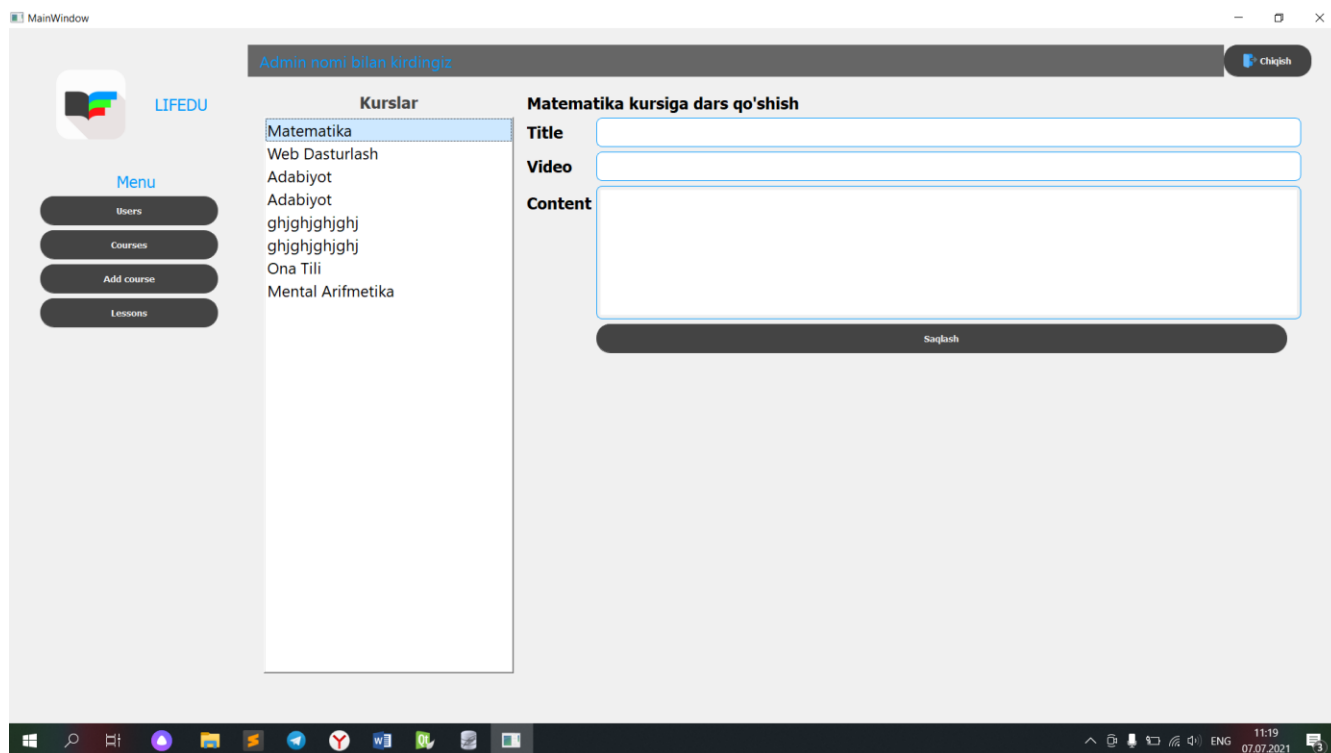 MainWindow
Admin nomi bilan kirdingiz
Chiqish
LIFEDU
Menu
Users
Courses
Add course
Lessons
Kurslar
Matematika
Web Dasturlash
Adabiyot
Adabiyot
ghjghjghjghj
ghjghjghjghj
Ona Tili
Mental Arifmetika
Matematika kursiga dars qo'shish
Title
Video
Content
Saqlash
ENG
11:19
07.07.2021
3